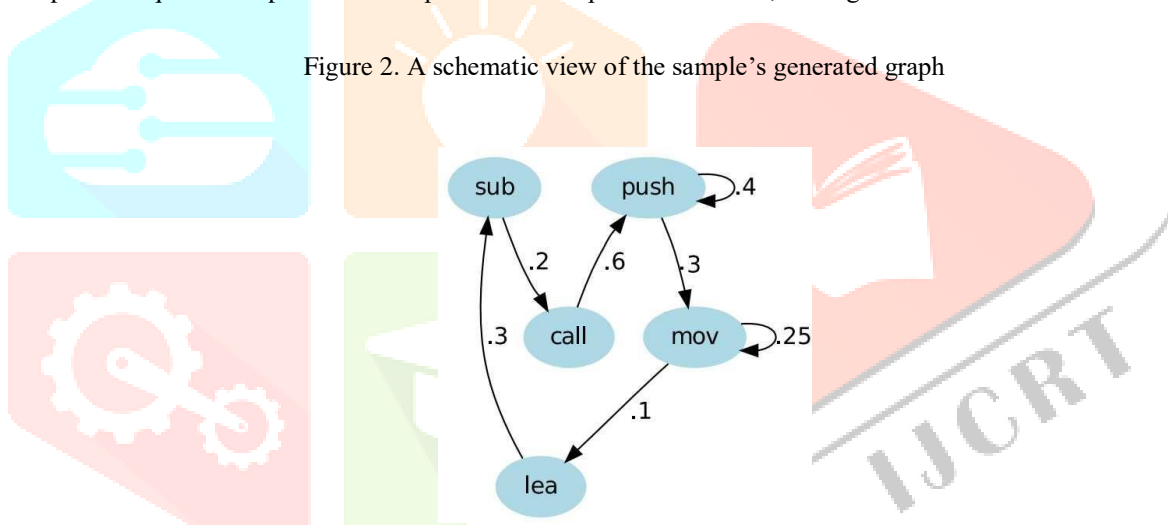 Figure 2. A schematic view of the sample's generated graph
sub
push
.4
.2
.6
.3
call
mov
.25
.3
.1
lea
IJCRT